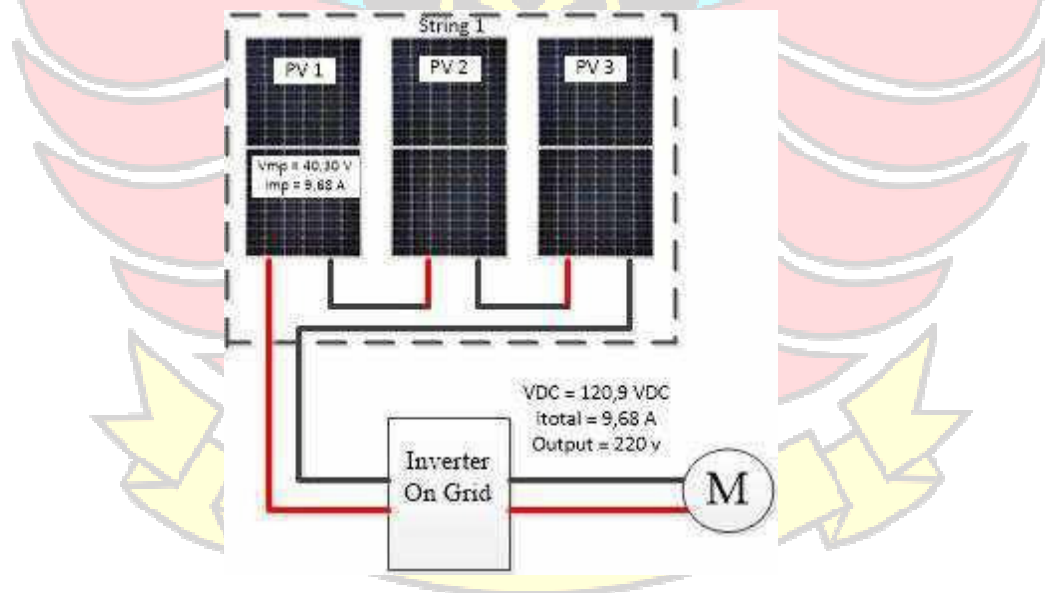 String 1
PV 1
PV 2
PV 3
Vmp = 40,30 V
Imp = 9,68 A
VDC = 120,9 VDC
Itotal = 9,68 A
Output = 220 v
Inverter
On Grid
M